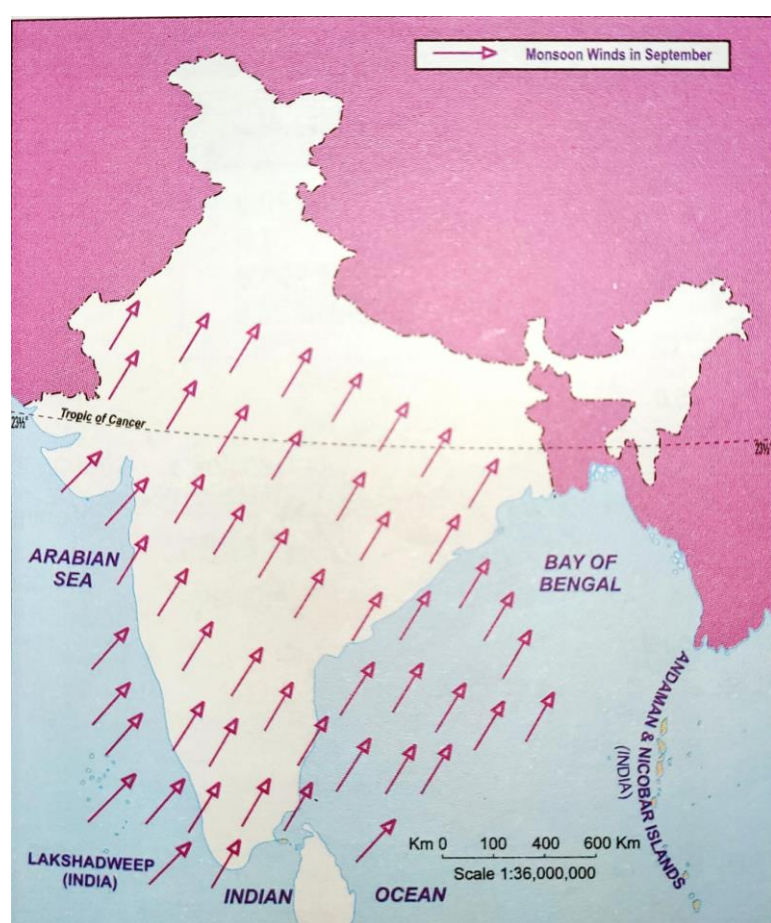 Monsoon Winds in September
23½°
Tropic of Cancer
23½°
ARABIAN
SEA
BAY OF
BENGAL
ANDAMAN & NICOBAR ISLANDS
(INDIA)
LAKSHADWEEP
(INDIA)
INDIAN OCEAN
Km 0 100 400 600 Km
Scale 1:36,000,000